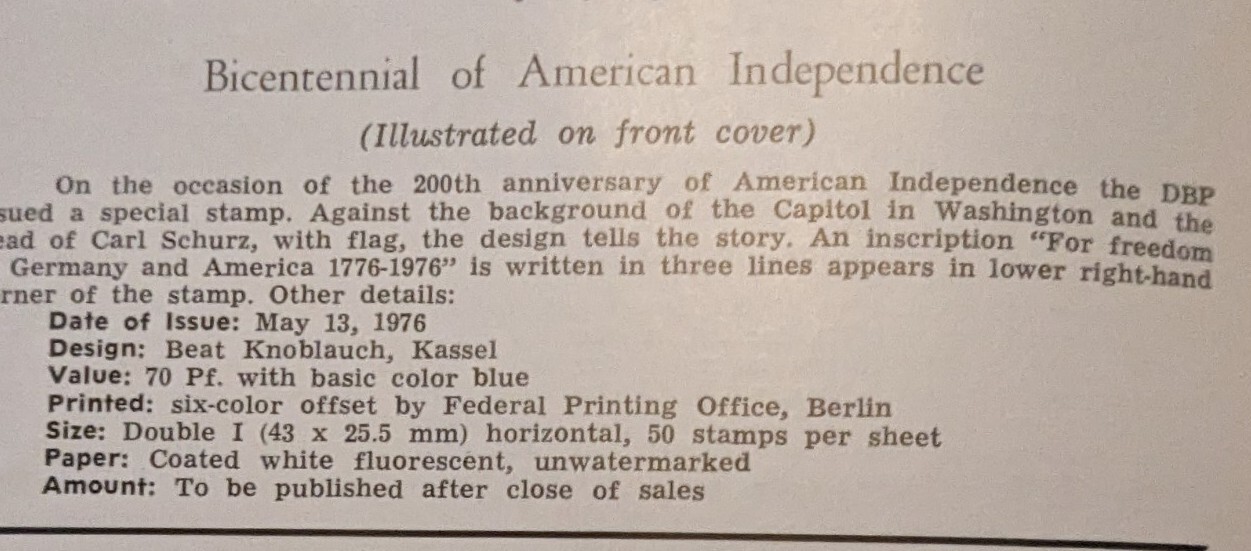 Bicentennial of American Independence
(Illustrated on front cover)
On the occasion of the 200th anniversary of American Independence the DBP
sued a special stamp. Against the background of the Capitol in Washington and the
ead of Carl Schurz, with flag, the design tells the story. An inscription “For freedom
Germany and America 1776-1976” is written in three lines appears in lower right-hand
rner of the stamp. Other details:
Date of Issue: May 13, 1976
Design: Beat Knoblauch, Kassel
Value: 70 Pf. with basic color blue
Printed: six-color offset by Federal Printing Office, Berlin
Size: Double I (43 x 25.5 mm) horizontal, 50 stamps per sheet
Paper: Coated white fluorescent, unwatermarked
Amount: To be published after close of sales